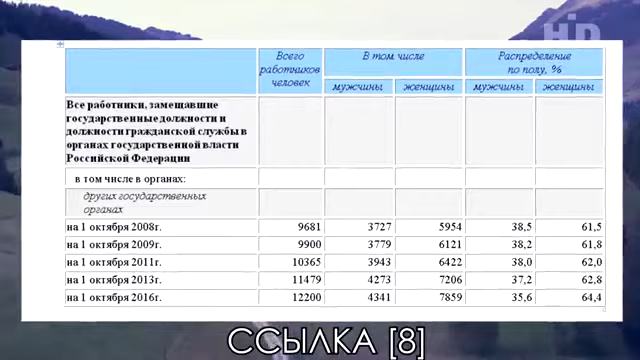 HD
Всего работников человек
В том числе
Распределение по полу, %
мужчины женщины мужчины женщины
Все работники, замещавшие
государственные должности и
должности гражданской службы в
органах государственной власти
Российской Федерации
в том числе в органах:
других государственных
органах
на 1 октября 2008г. 9681 3727 5954 38,5 61,5
на 1 октября 2009г. 9900 3779 6121 38,2 61,8
на 1 октября 2011г. 10365 3943 6422 38,0 62,0
на 1 октября 2013г. 11479 4273 7206 37,2 62,8
на 1 октября 2016г. 12200 4341 7859 35,6 64,4
ССЫЛКА [8]